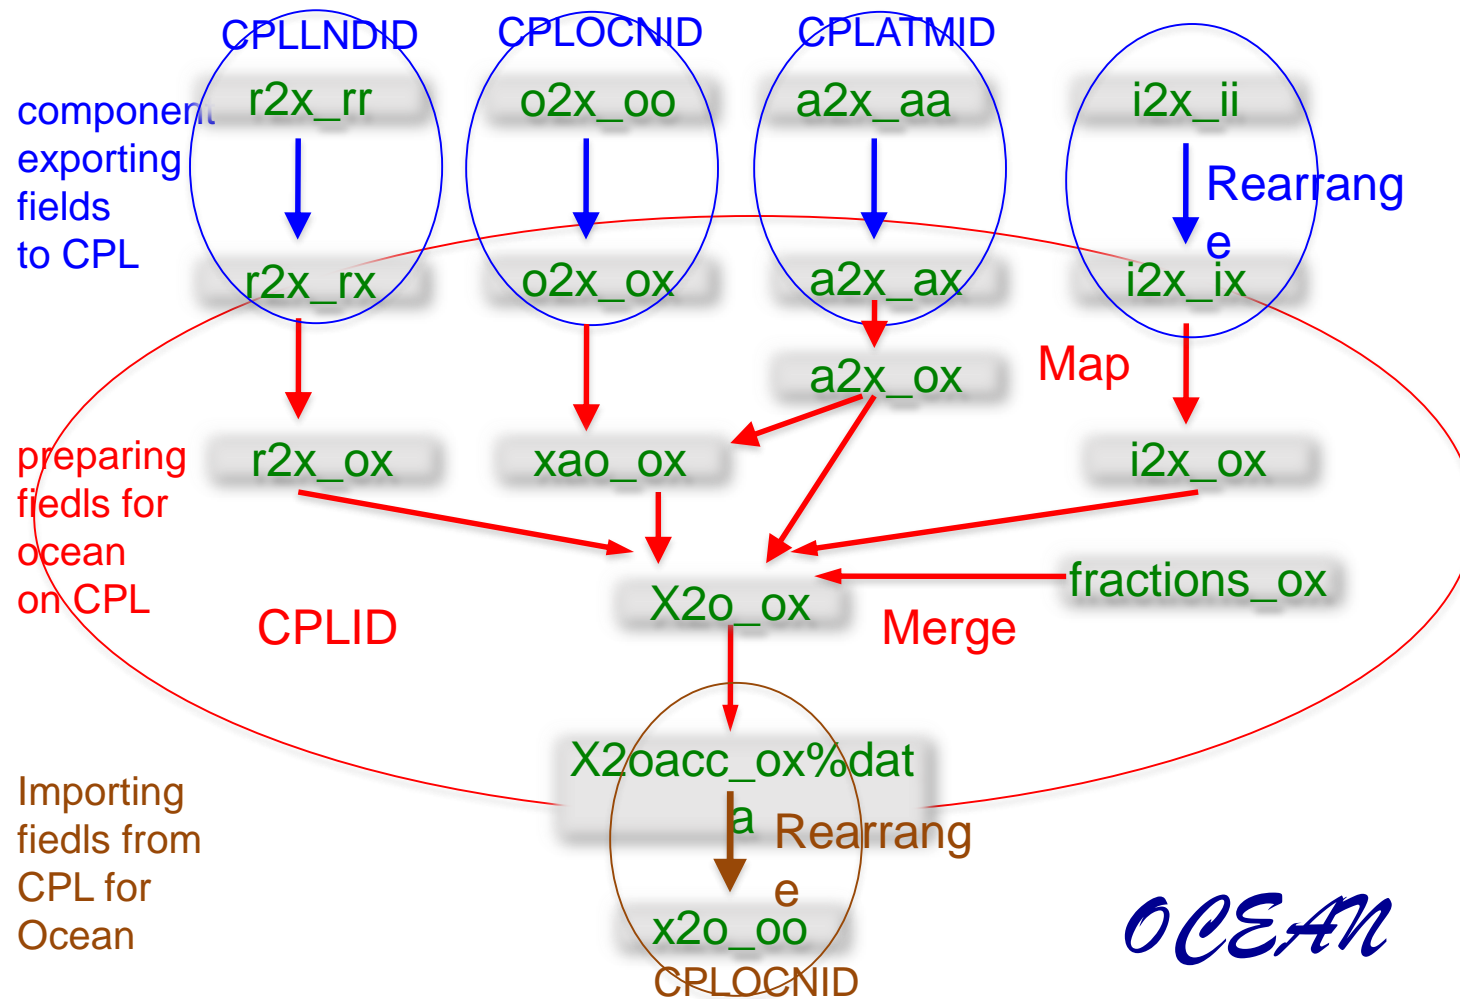 CPLLNDID
CPLOCNID
CPLATMID
r2x_rr
o2x_oo
a2x_aa
i2x_ii
component
exporting
fields
to CPL
Rearrang
e
r2x_rx
o2x_ox
a2x_ax
i2x_ix
a2x_ox
Map
preparing
fiedls for
ocean
on CPL
r2x_ox
xao_ox
i2x_ox
fractions_ox
X2o_ox
CPLID
Merge
X2oacc_ox%dat
a
Rearrang
e
Importing
fiedls from
CPL for
Ocean
x2o_oo
CPLOCNID
OCEAN